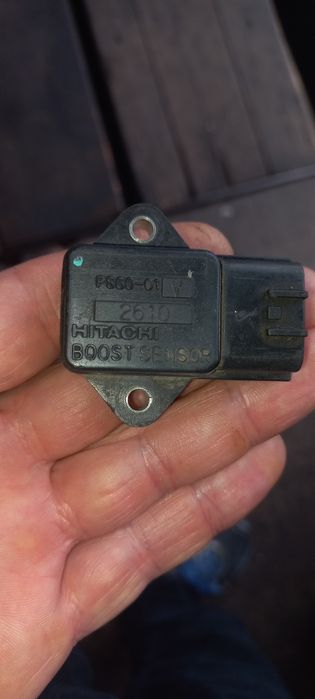 PS60-01 V
2610
HITACHI
BOOST SENSOR